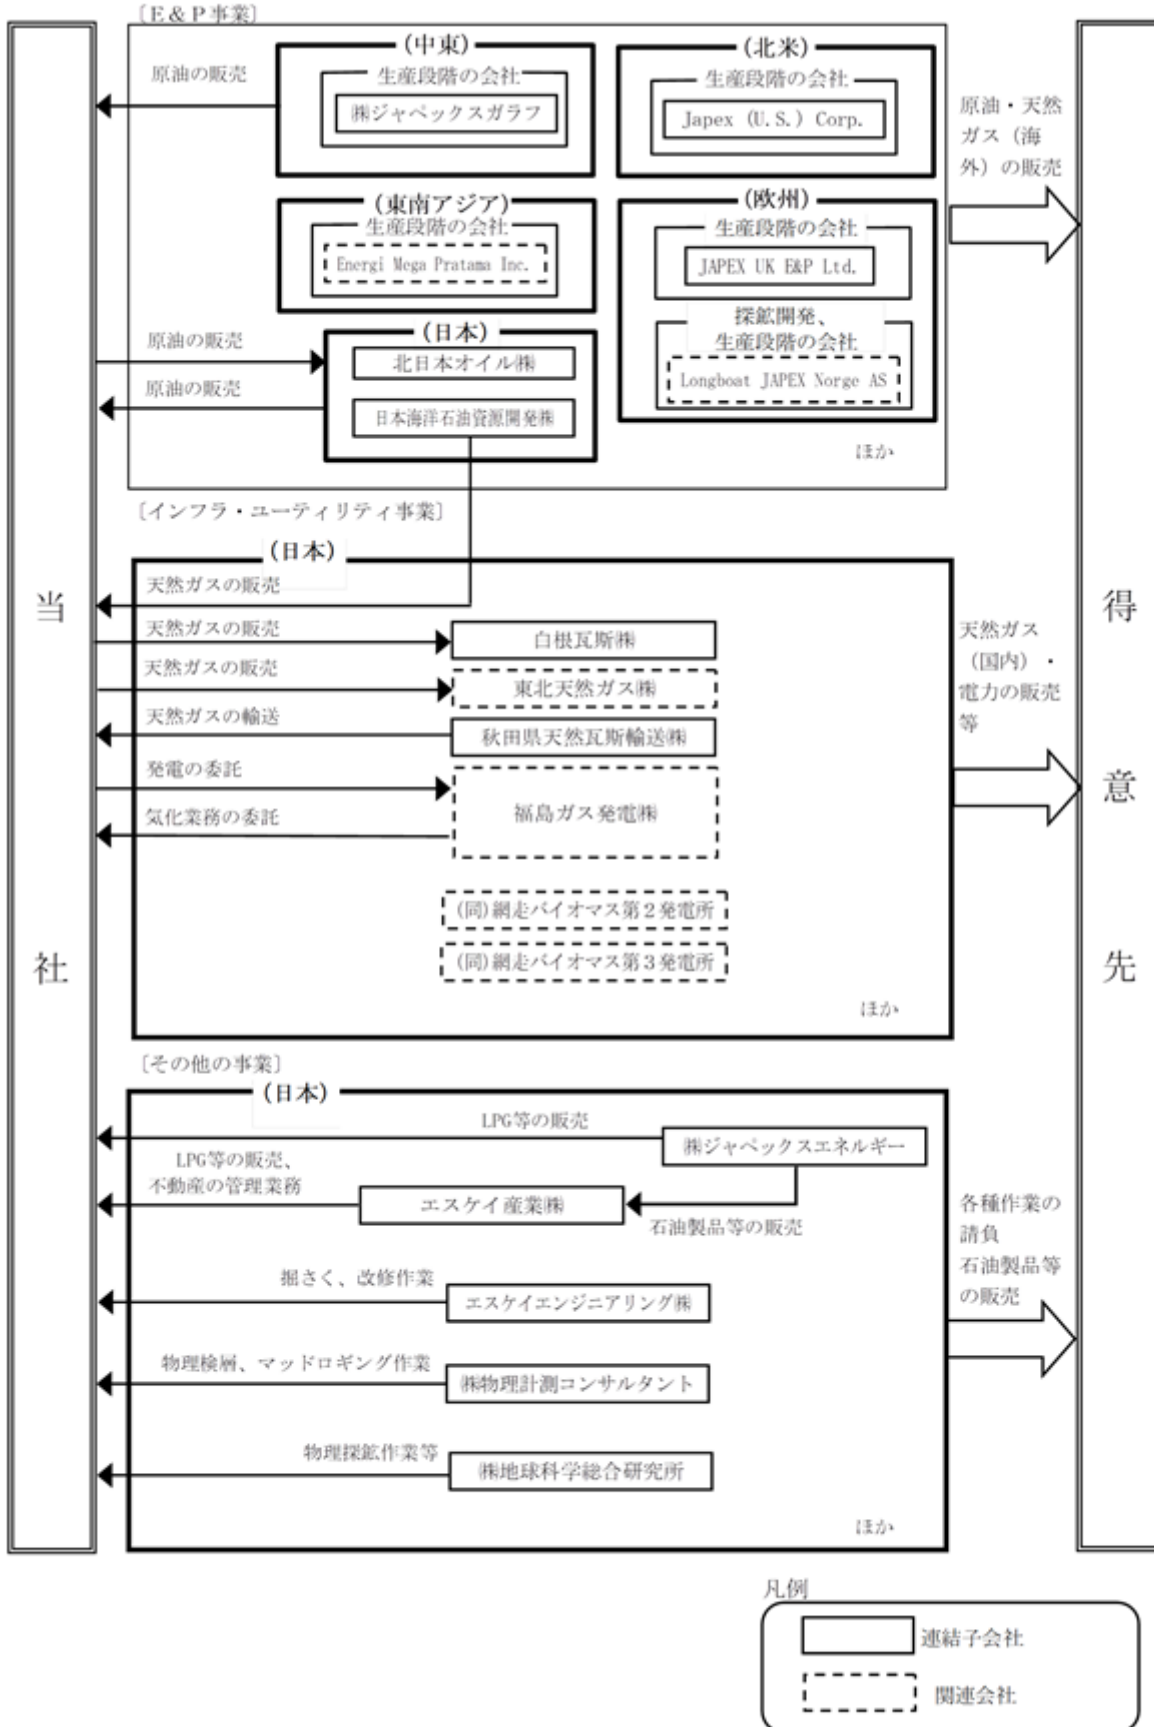 〔E＆P事業〕
(中東)
生産段階の会社
㈱ジャペックスガラフ
原油の販売
(北米)
生産段階の会社
Japex (U.S.) Corp.
原油・天然
ガス（海
外）の販売
(東南アジア)
生産段階の会社
Energi Mega Pratama Inc.
(欧州)
生産段階の会社
JAPEX UK E&P Ltd.
探鉱開発、
生産段階の会社
Longboat JAPEX Norge AS
原油の販売
原油の販売
(日本)
北日本オイル㈱
日本海洋石油資源開発㈱
ほか
〔インフラ・ユーティリティ事業〕
(日本)
天然ガスの販売
天然ガスの販売
白根瓦斯㈱
天然ガスの販売
東北天然ガス㈱
天然ガスの輸送
秋田県天然瓦斯輸送㈱
発電の委託
気化業務の委託
福島ガス発電㈱
(同)網走バイオマス第２発電所
(同)網走バイオマス第３発電所
ほか
天然ガス
（国内）・
電力の販売
等
当
社
得
意
先
〔その他の事業〕
(日本)
LPG等の販売
㈱ジャペックスエネルギー
LPG等の販売、
不動産の管理業務
エスケイ産業㈱
石油製品等の販売
掘さく、改修作業
エスケイエンジニアリング㈱
物理検層、マッドロギング作業
㈱物理計測コンサルタント
物理探鉱作業等
㈱地球科学総合研究所
ほか
各種作業の
請負
石油製品等
の販売
凡例
連結子会社
関連会社